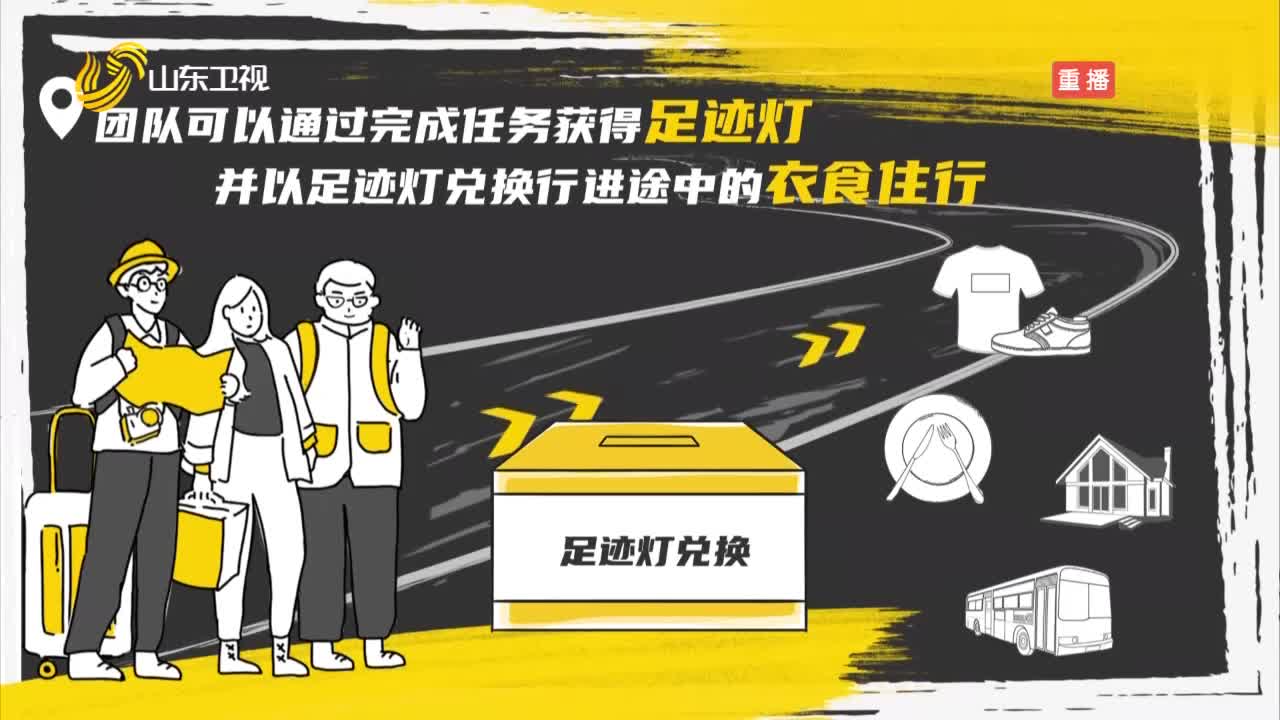 山东卫视
重播
团队可以通过完成任务获得足迹灯
并以足迹灯兑换行进途中的衣食住行
足迹灯兑换